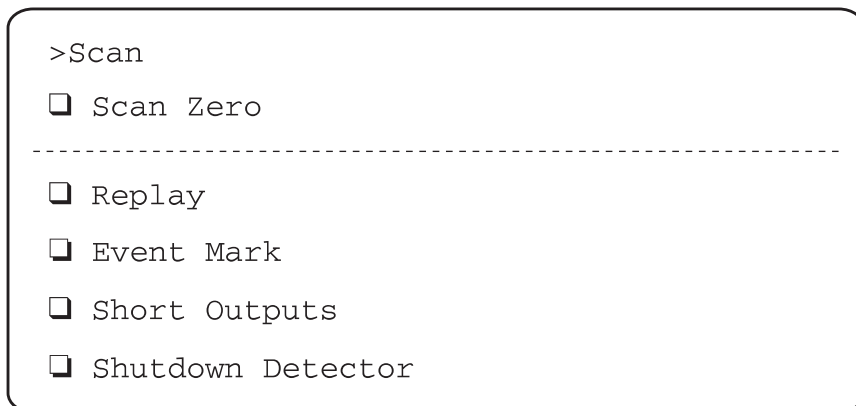 >Scan
❏ Scan Zero
❏ Replay
❏ Event Mark
❏ Short Outputs
❏ Shutdown Detector